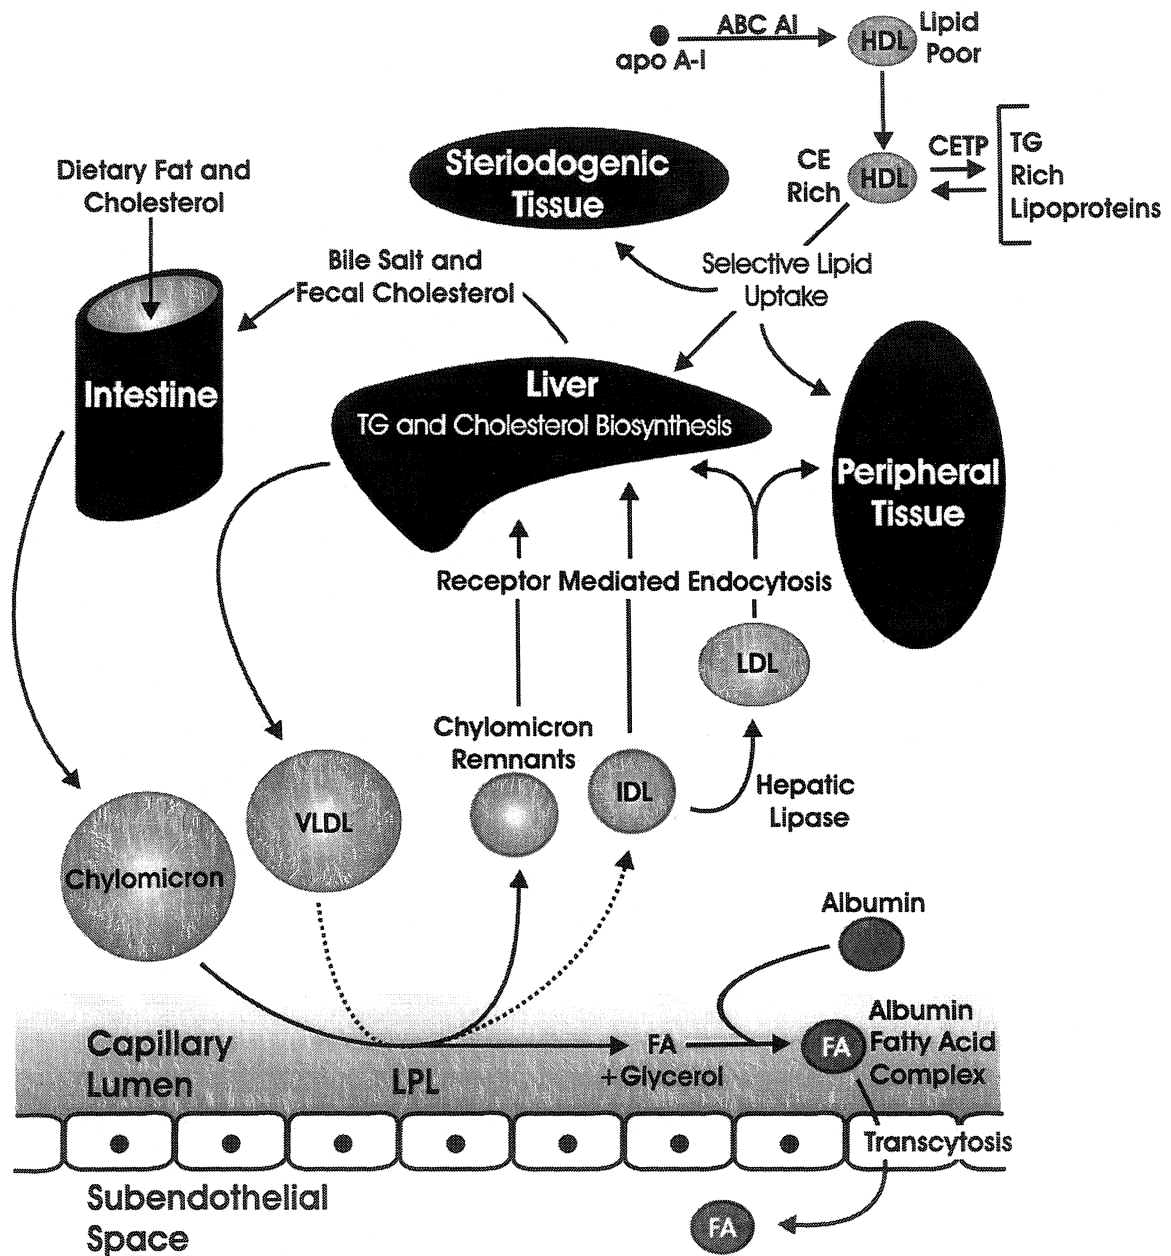 ABC AI
apo A-I
HDL
Lipid
Poor
Dietary Fat and
Cholesterol
Steriodogenic
Tissue
CE
Rich
HDL
CETP
TG
Rich
Lipoproteins
Bile Salt and
Fecal Cholesterol
Selective Lipid
Uptake
Intestine
Liver
TG and Cholesterol Biosynthesis
Peripheral
Tissue
Receptor Mediated Endocytosis
LDL
Chylomicron
Remnants
IDL
Hepatic
Lipase
VLDL
Chylomicron
Albumin
Capillary
Lumen
LPL
FA
+Glycerol
FA
Albumin
Fatty Acid
Complex
Transcytosis
Subendothelial
Space
FA